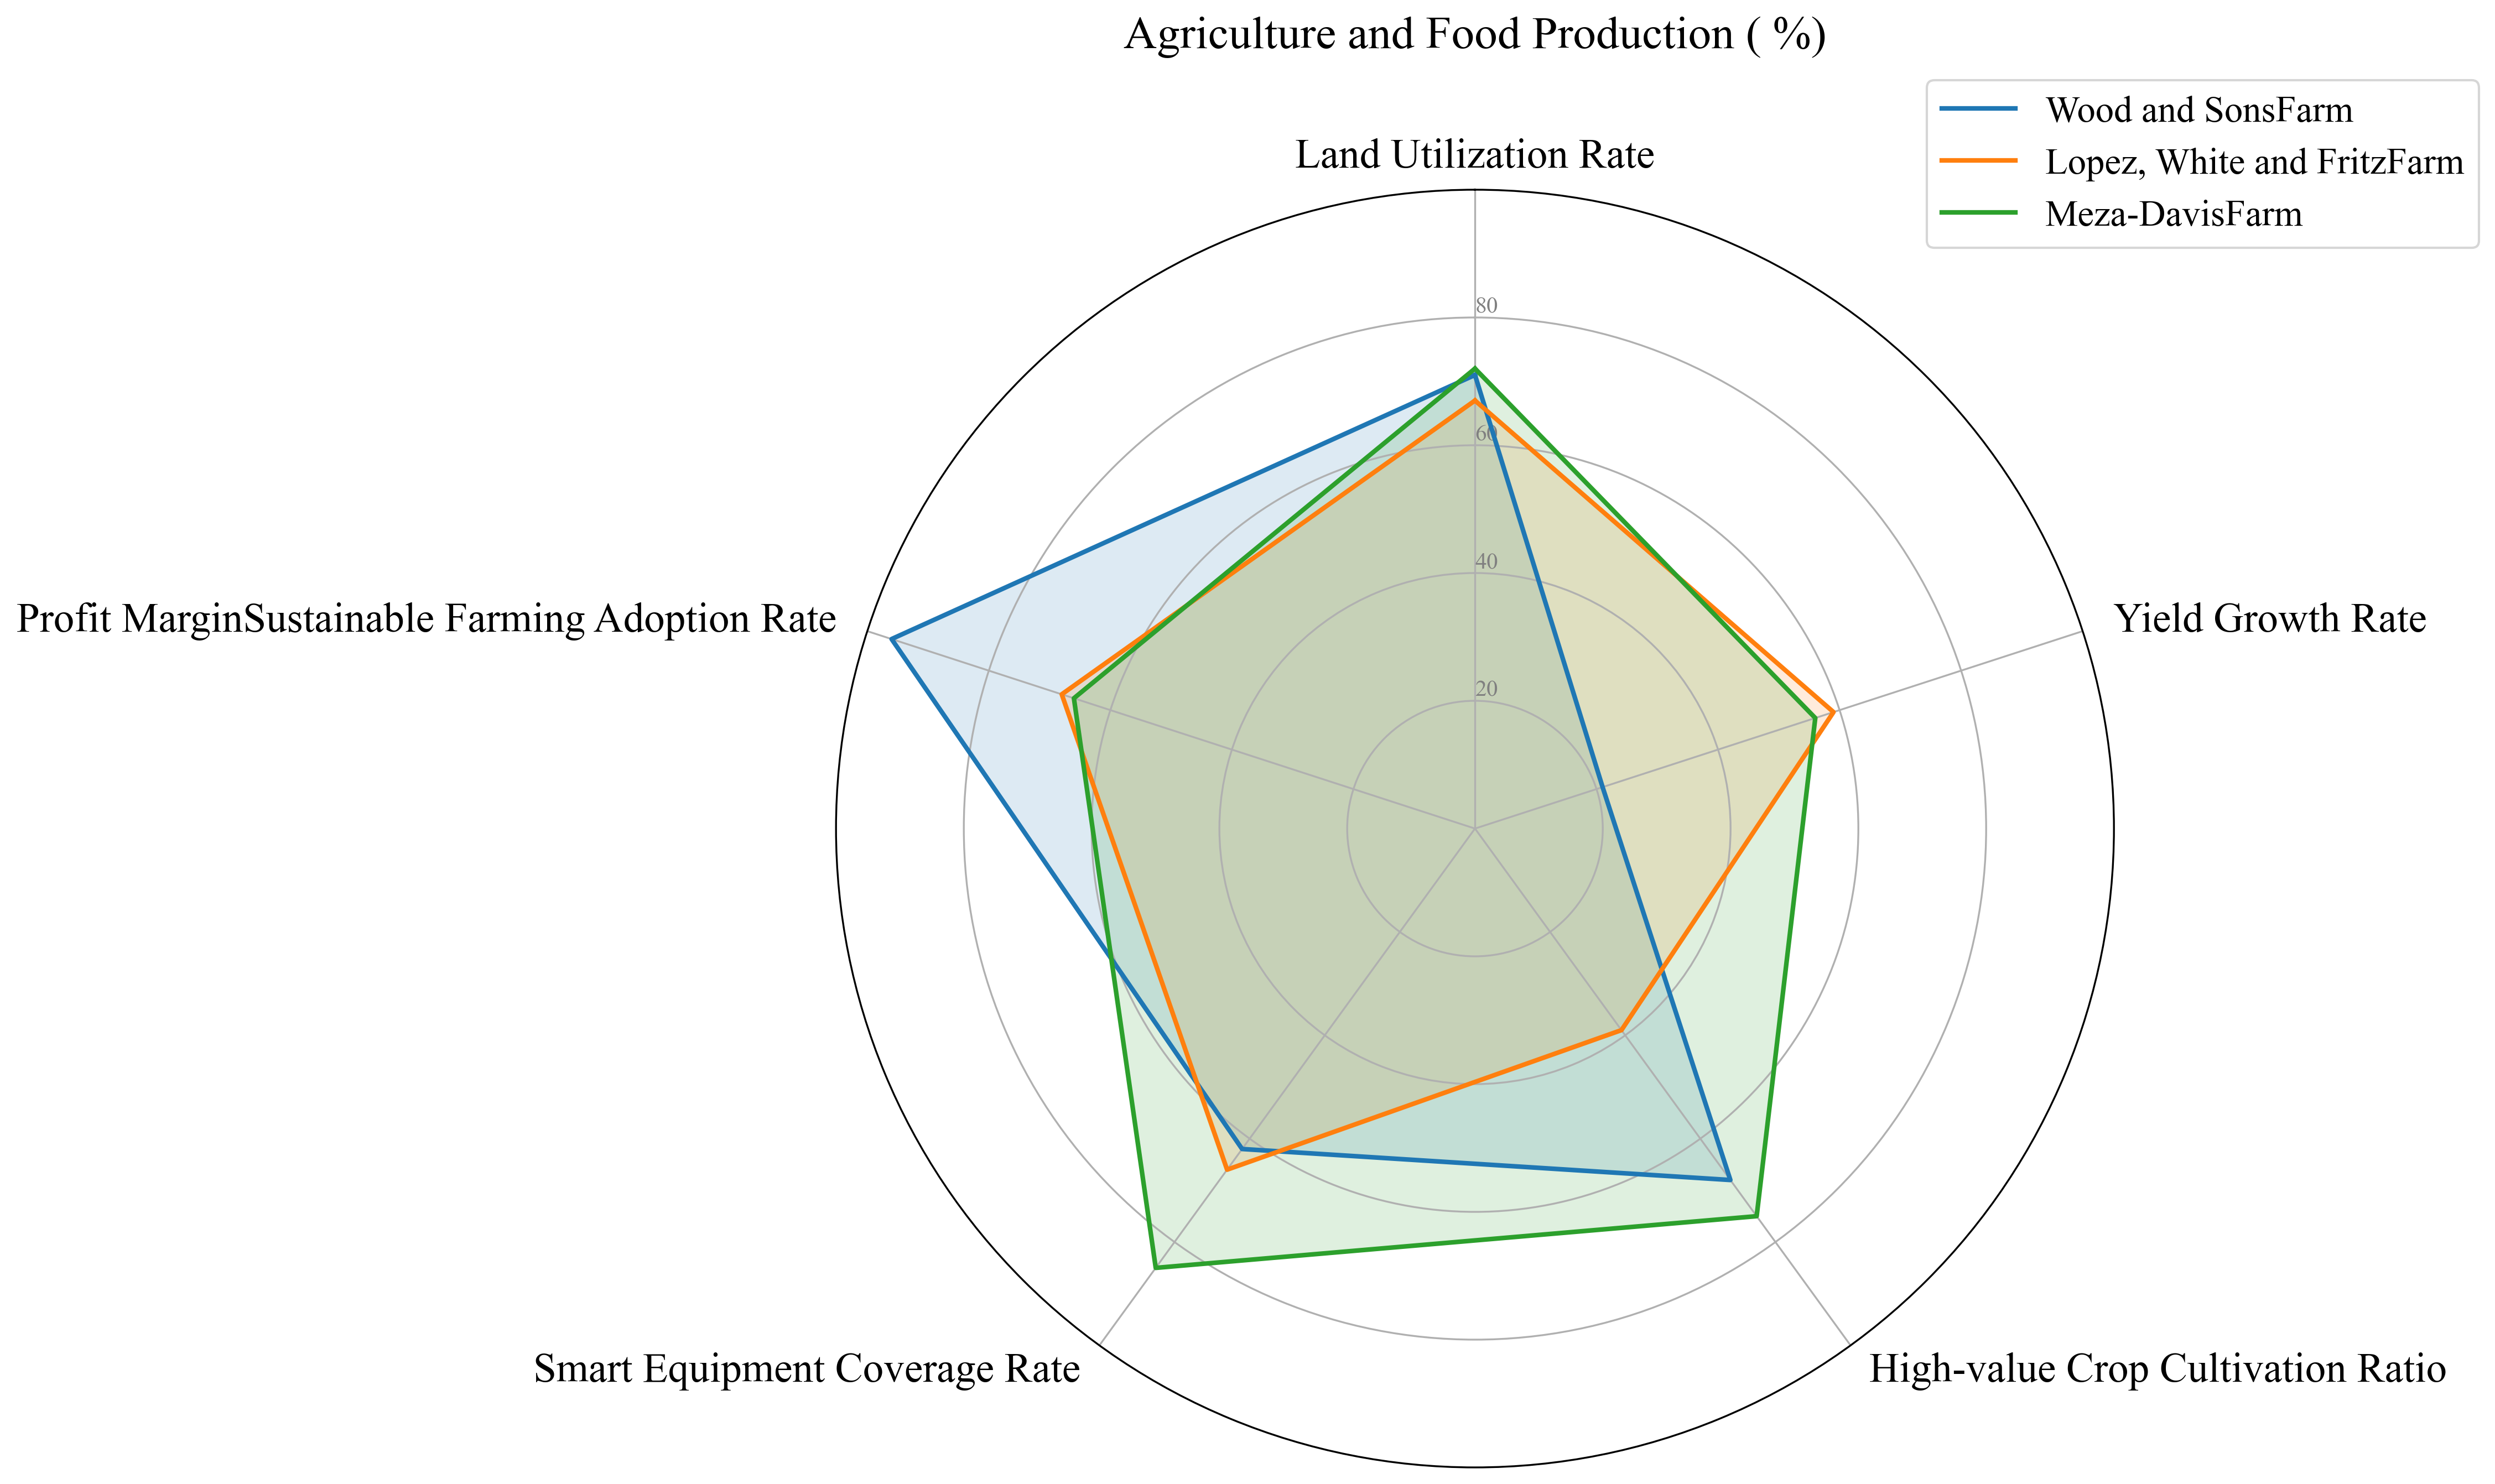 Agriculture and Food Production ( %)
Wood and SonsFarm
Lopez, White and FritzFarm
Meza-DavisFarm
Land Utilization Rate
80
60
40
20
Profit MarginSustainable Farming Adoption Rate
Yield Growth Rate
Smart Equipment Coverage Rate
High-value Crop Cultivation Ratio